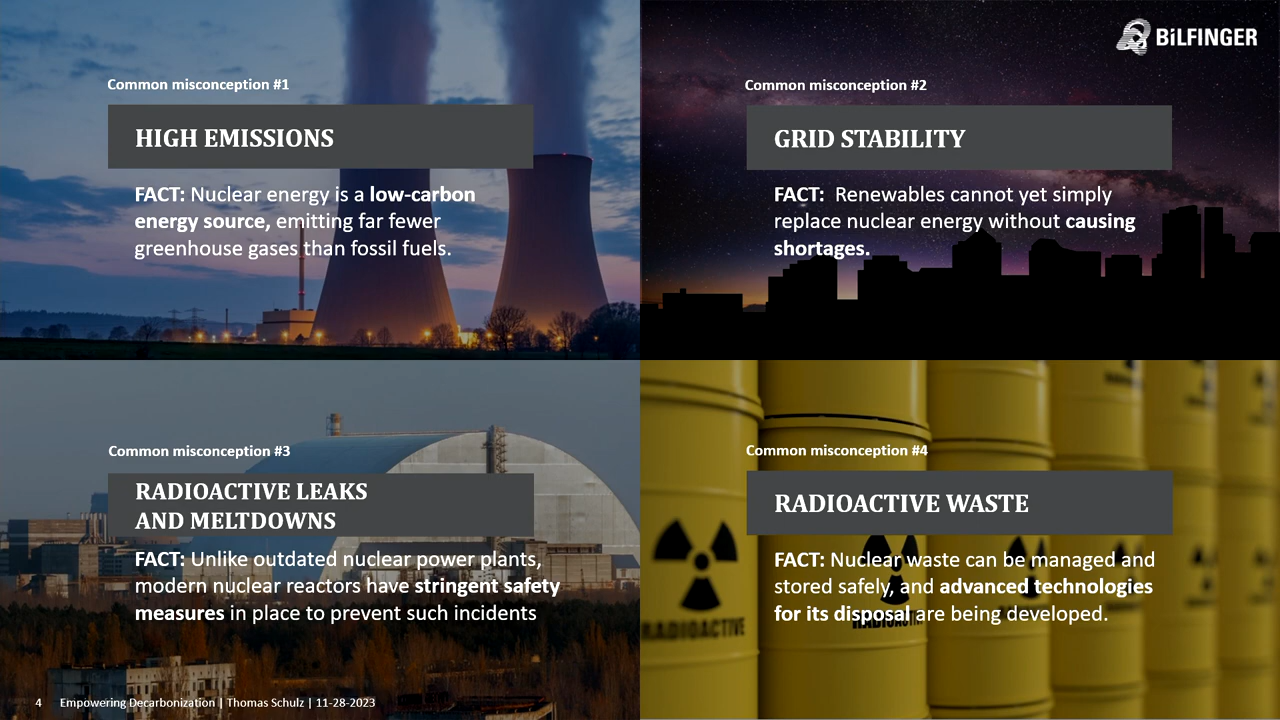 BILFINGER
Common misconception #1
HIGH EMISSIONS
FACT: Nuclear energy is a low-carbon
energy source, emitting far fewer
greenhouse gases than fossil fuels.
Common misconception #2
GRID STABILITY
FACT: Renewables cannot yet simply
replace nuclear energy without causing
shortages.
Common misconception #3
RADIOACTIVE LEAKS
AND MELTDOWNS
FACT: Unlike outdated nuclear power plants,
modern nuclear reactors have stringent safety
measures in place to prevent such incidents
Common misconception #4
RADIOACTIVE WASTE
FACT: Nuclear waste can be managed and
stored safely, and advanced technologies
for its disposal are being developed.
RADIOACTIVE
4 Empowering Decarbonization | Thomas Schulz | 11-28-2023